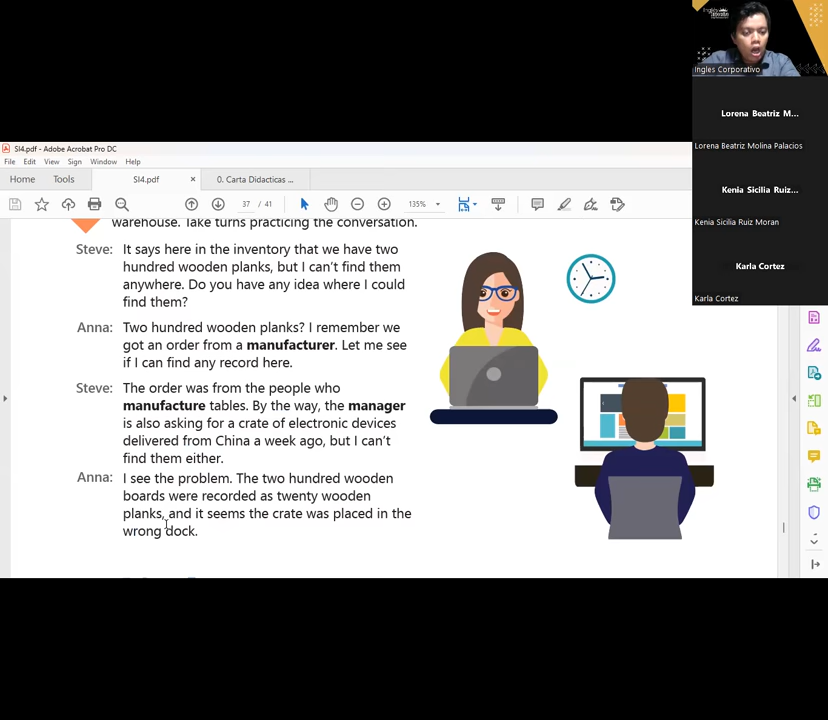 Ingles Corporativo
Lorena Beatriz M...
Lorena Beatriz Molina Palacios
Kenia Sicilia Ruiz...
Kenia Sicilia Ruiz Moran
Karla Cortez
Karla Cortez
SI4.pdf - Adobe Acrobat Pro DC
File Edit View Sign Window Help
Home Tools SI4.pdf × 0. Carta Didacticas ...
37 / 41 135%
warehouse. Take turns practicing the conversation.
Steve: It says here in the inventory that we have two
hundred wooden planks, but I can't find them
anywhere. Do you have any idea where I could
find them?
Anna: Two hundred wooden planks? I remember we
got an order from a manufacturer. Let me see
if I can find any record here.
Steve: The order was from the people who
manufacture tables. By the way, the manager
is also asking for a crate of electronic devices
delivered from China a week ago, but I can't
find them either.
Anna: I see the problem. The two hundred wooden
boards were recorded as twenty wooden
planks, and it seems the crate was placed in the
wrong dock.